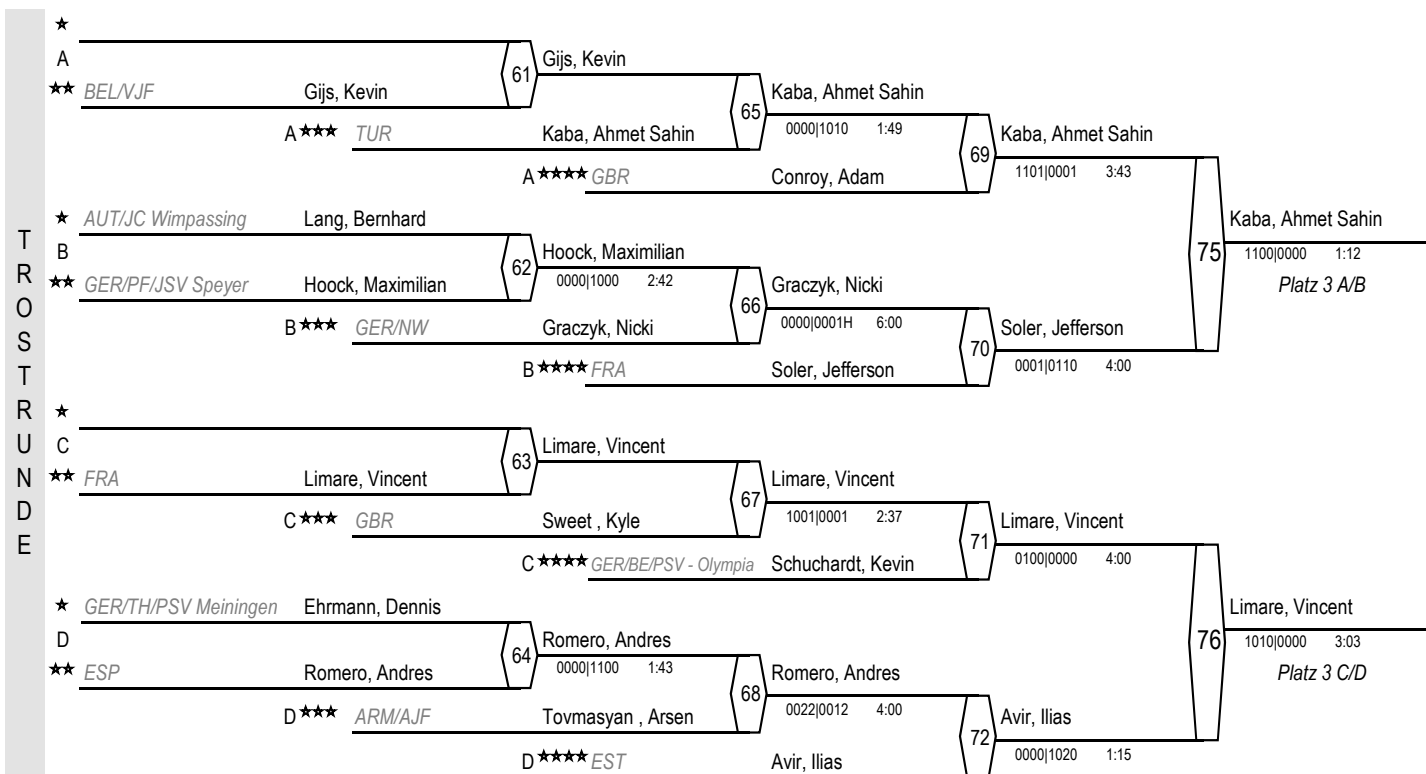 ★
A
Gijs, Kevin
61
★★ BEL/VJF Gijs, Kevin
Kaba, Ahmet Sahin
65
0000|1010 1:49
A ★★★ TUR Kaba, Ahmet Sahin
Kaba, Ahmet Sahin
69
1101|0001 3:43
A ★★★★ GBR Conroy, Adam
★ AUT/JC Wimpassing Lang, Bernhard
Kaba, Ahmet Sahin
75
1100|0000 1:12
Platz 3 A/B
B
Hoock, Maximilian
62
0000|1000 2:42
★★ GER/PF/JSV Speyer Hoock, Maximilian
Graczyk, Nicki
66
0000|0001H 6:00
B ★★★ GER/NW Graczyk, Nicki
Soler, Jefferson
70
0001|0110 4:00
B ★★★★ FRA Soler, Jefferson
TROSTRUNDE
★
C
Limare, Vincent
63
★★ FRA Limare, Vincent
Limare, Vincent
67
1001|0001 2:37
C ★★★ GBR Sweet , Kyle
Limare, Vincent
71
0100|0000 4:00
C ★★★★ GER/BE/PSV - Olympia Schuchardt, Kevin
★ GER/TH/PSV Meiningen Ehrmann, Dennis
Limare, Vincent
76
1010|0000 3:03
Platz 3 C/D
D
Romero, Andres
64
0000|1100 1:43
★★ ESP Romero, Andres
Romero, Andres
68
0022|0012 4:00
D ★★★ ARM/AJF Tovmasyan , Arsen
Avir, Ilias
72
0000|1020 1:15
D ★★★★ EST Avir, Ilias